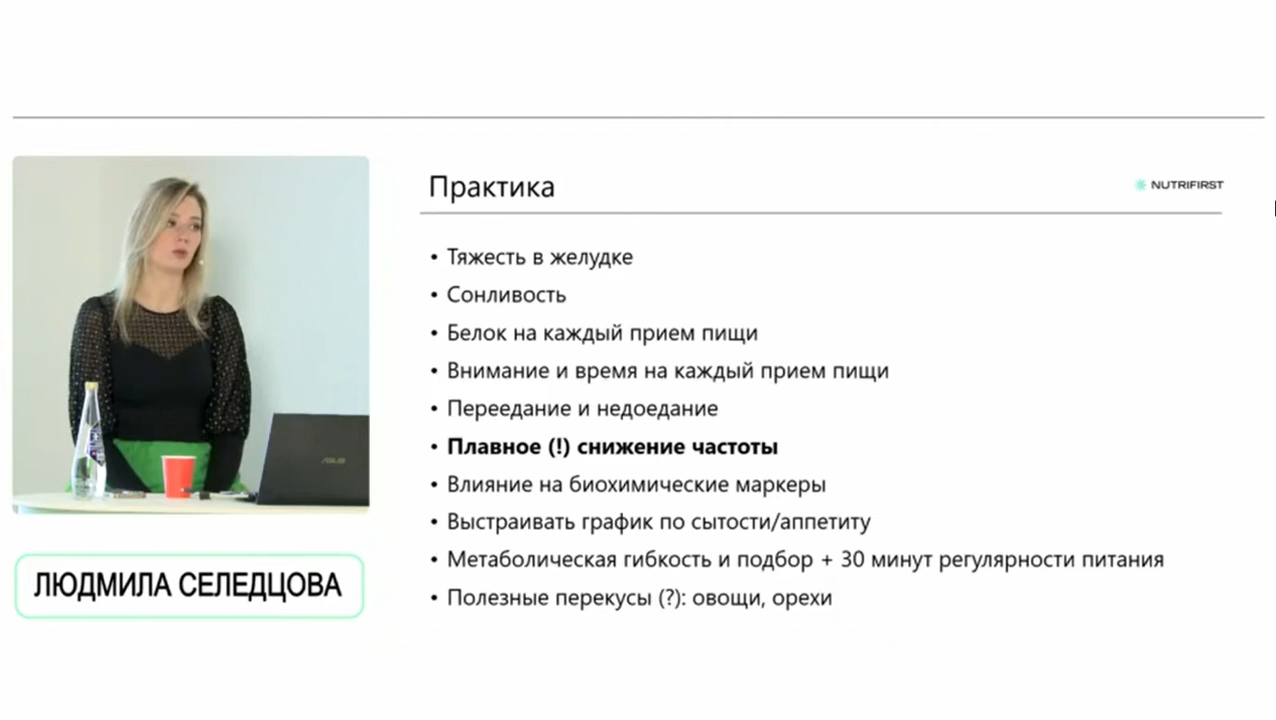 Практика
NUTRIFIRST
• Тяжесть в желудке
• Сонливость
• Белок на каждый прием пищи
• Внимание и время на каждый прием пищи
• Переедание и недоедание
• Плавное (!) снижение частоты
• Влияние на биохимические маркеры
• Выстраивать график по сытости/аппетиту
• Метаболическая гибкость и подбор + 30 минут регулярности питания
• Полезные перекусы (?): овощи, орехи
ASUS
ЛЮДМИЛА СЕЛЕДЦОВА